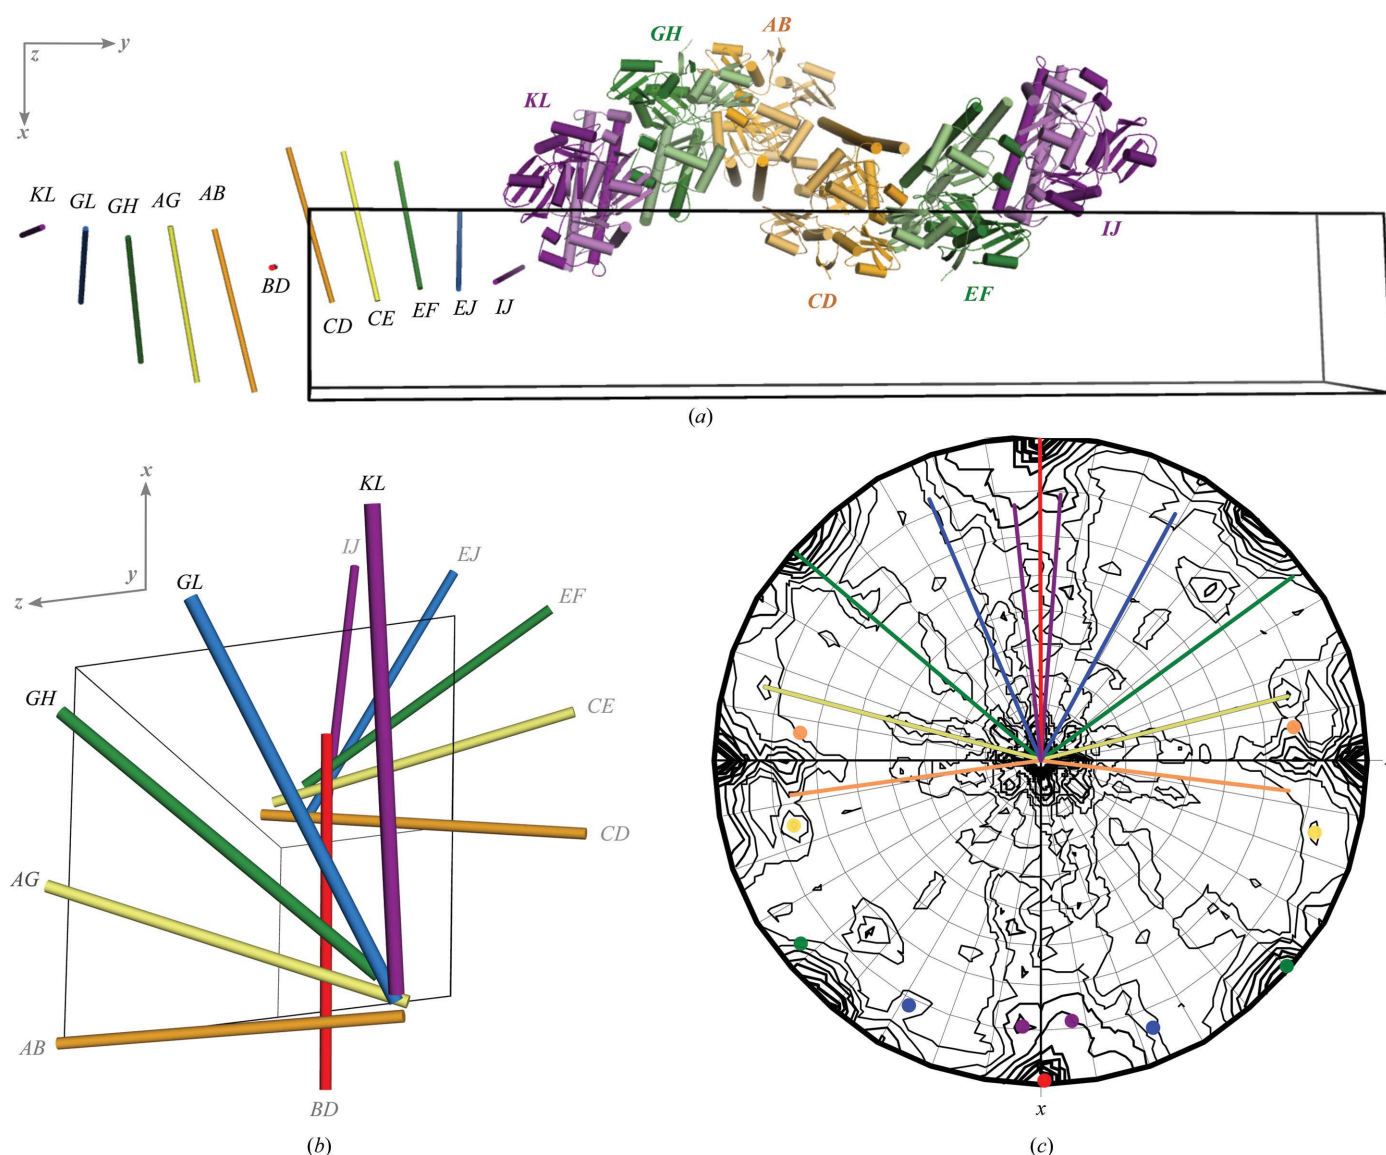 GH AB
z y
x
KL
KL GL GH AG AB
IJ
BD
CD CE EF EJ IJ
CD EF
(a)
x
KL
IJ EJ
y
z
GL
EF
GH
CE
CD
AG
AB
BD
x
(b) (c)